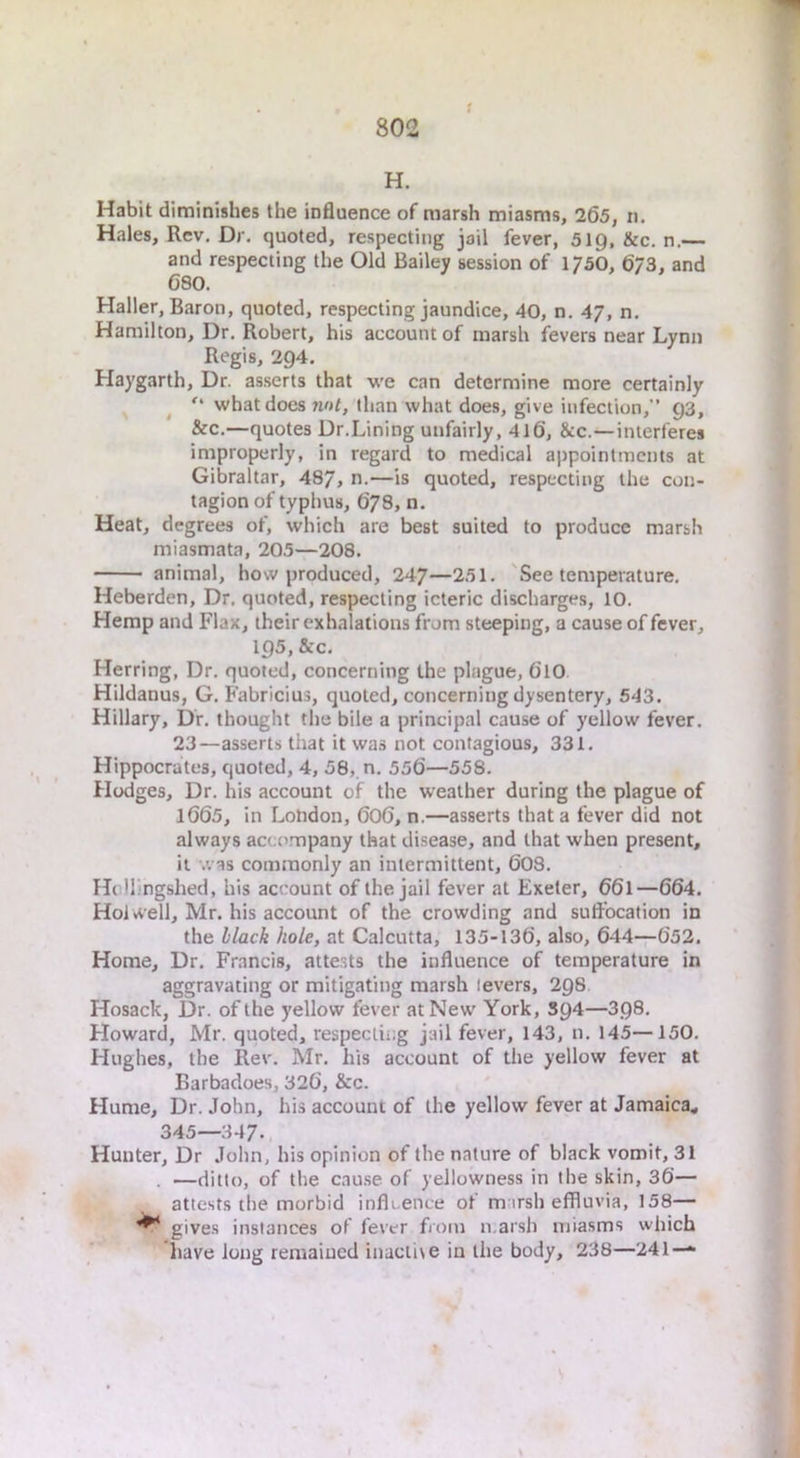 802
H.
Habit diminishes the influence of marsh miasms, 265, n.
Hales, Rev. Dr. quoted, respecting jail fever, 519, &c. n.—
and respecting the Old Bailey session of 1750, 673, and
680.
Haller, Baron, quoted, respecting jaundice, 40, n. 47, n.
Hamilton, Dr. Robert, his account of marsh fevers near Lynn
Regis, 294.
Haygarth, Dr. asserts that we can determine more certainly
“ what does not, than what does, give infection,” 93,
&c.—quotes Dr.Lining unfairly, 416, &c.—interferes
improperly, in regard to medical appointments at
Gibraltar, 487, n.—is quoted, respecting the con-
tagion of typhus, 678, n.
Heat, degrees of, which are best suited to produce marsh
miasmata, 205—208.
—— animal, how produced, 247—251. See temperature.
Heberden, Dr. quoted, respecting icteric discharges, 10.
Hemp and Flax, their exhalations from steeping, a cause of fever,
195, &c.
Herring, Dr. quoted, concerning the plague, 610
Hildanus, G. Fabricius, quoted, concerning dysentery, 543.
Hillary, Dr. thought the bile a principal cause of yellow fever.
23—asserts that it was not contagious, 331.
Hippocrates, quoted, 4, 58, n. 556—558.
Hodges, Dr. his account of the weather during the plague of
1665, in London, 606, n.—asserts that a fever did not
always accompany that disease, and that when present,
it was commonly an intermittent, 608.
Hollingshed, his account of the jail fever at Exeter, 661—664.
Holwell, Mr. his account of the crowding and suffocation in
the black hole, at Calcutta, 135-136, also, 644—652.
Home, Dr. Francis, attests the influence of temperature in
aggravating or mitigating marsh fevers, 298
Hosack, Dr. of the yellow fever at New York, 394—398.
Howard, Mr. quoted, respecting jail fever, 143, n. 145—150.
Hughes, the Rev. Mr. his account of the yellow fever at
Barbadoes, 326, &c.
Hume, Dr. John, his account of the yellow fever at Jamaica,
345—347.
Hunter, Dr John, his opinion of the nature of black vomit, 31
. —ditto, of the cause of yellowness in the skin, 36—
attests the morbid influence of marsh effluvia, 158—
gives instances of fever from marsh miasms which
have long remained inactive in the body, 238—241—